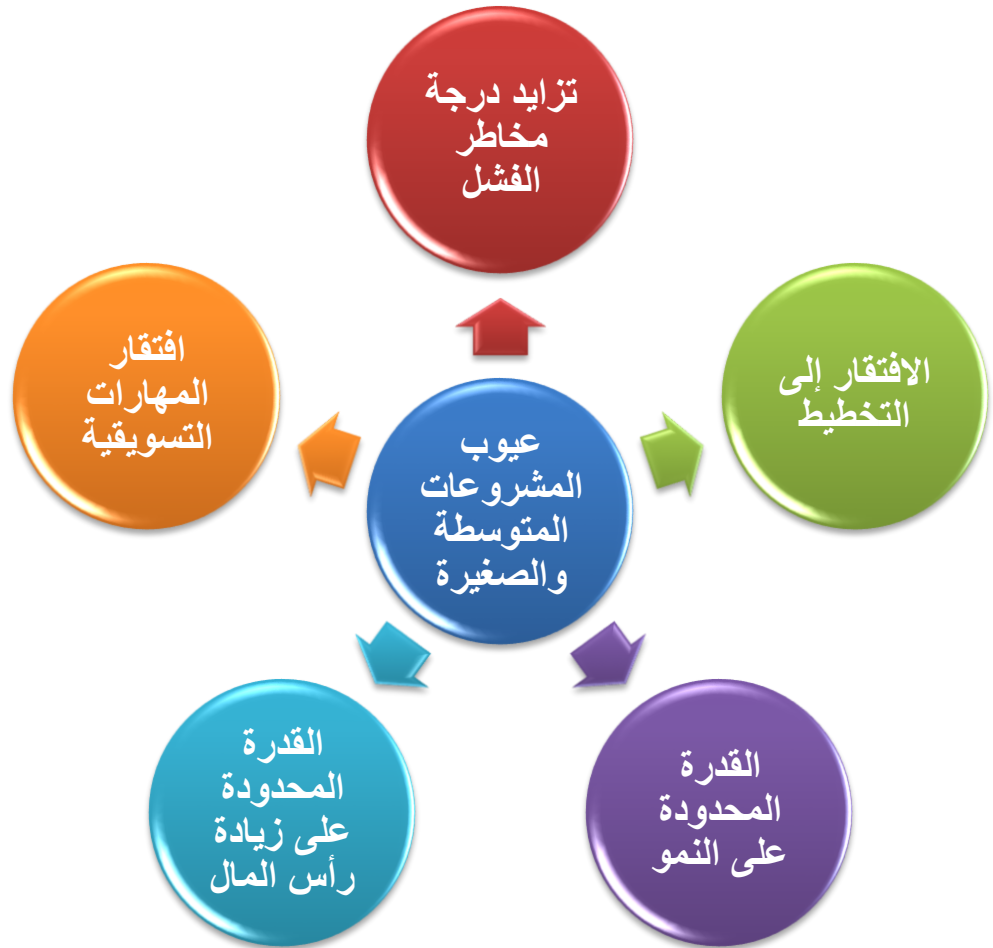 تزايد درجة
مخاطر
الفشل
الافتقار إلى
التخطيط
افتقار
المهارات
التسويقية
عيوب
المشروعات
المتوسطة
والصغيرة
القدرة
المحدودة
على النمو
القدرة
المحدودة
على زيادة
رأس المال